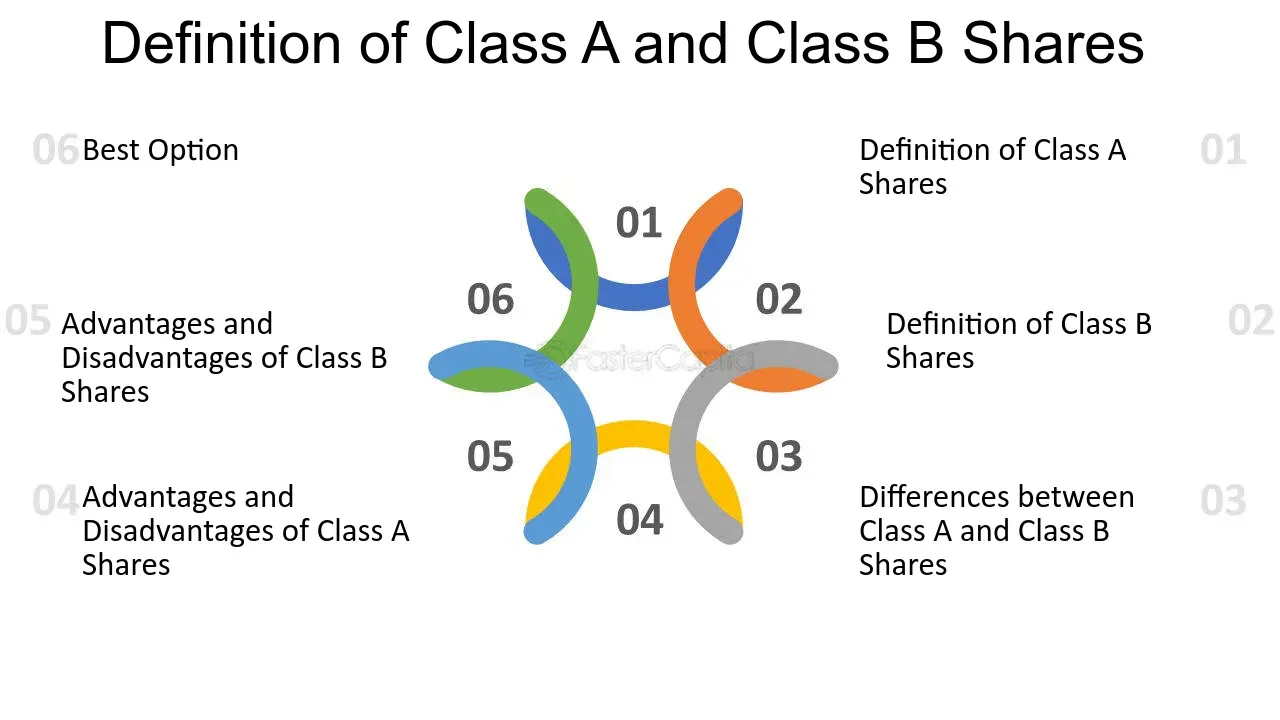 Definition of Class A and Class B Shares
06 Best Option
Definition of Class A
Shares
01
01
06
02
05 Advantages and
Disadvantages of Class B
Shares
Definition of Class B
Shares
02
FasterCapital
05
03
04
04 Advantages and
Disadvantages of Class A
Shares
Differences between
Class A and Class B
Shares
03